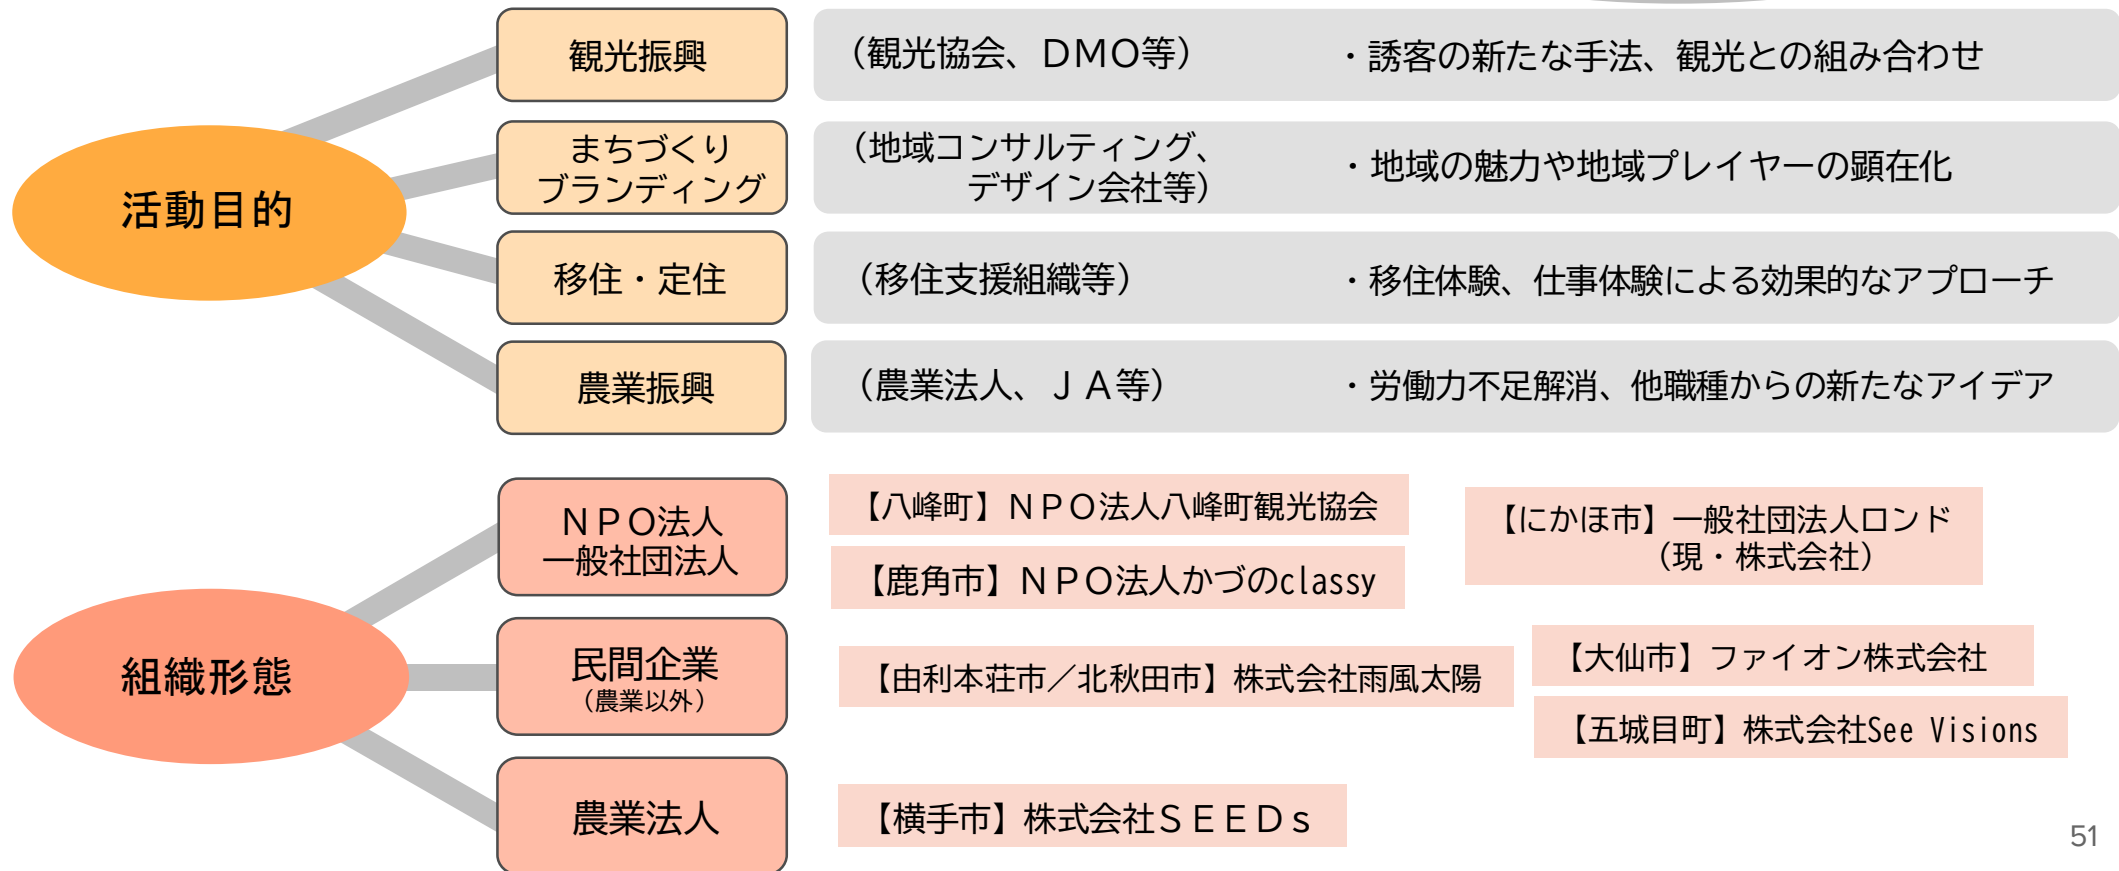 活動目的
観光振興
（観光協会、ＤＭＯ等）
・誘客の新たな手法、観光との組み合わせ
まちづくり
ブランディング
（地域コンサルティング、
デザイン会社等）
・地域の魅力や地域プレイヤーの顕在化
移住・定住
（移住支援組織等）
・移住体験、仕事体験による効果的なアプローチ
農業振興
（農業法人、ＪＡ等）
・労働力不足解消、他職種からの新たなアイデア
組織形態
ＮＰＯ法人
一般社団法人
【八峰町】ＮＰＯ法人八峰町観光協会
【鹿角市】ＮＰＯ法人かづのclassy
【にかほ市】一般社団法人ロンド
（現・株式会社）
民間企業
（農業以外）
【由利本荘市／北秋田市】株式会社雨風太陽
【大仙市】ファイオン株式会社
【五城目町】株式会社See Visions
農業法人
【横手市】株式会社ＳＥＥＤｓ
51